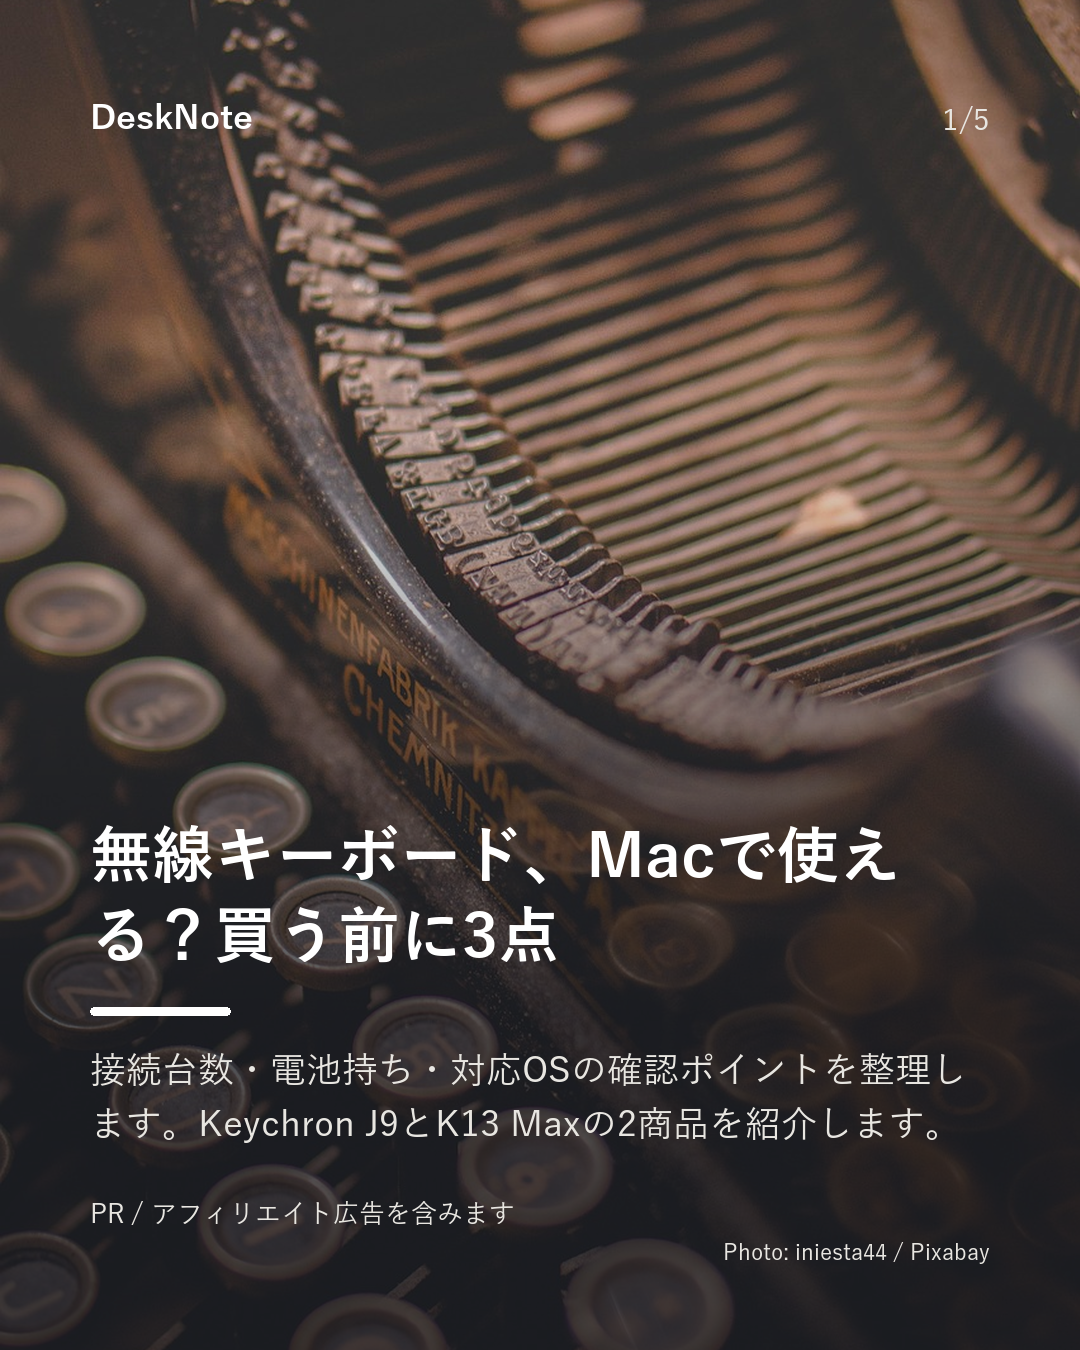 DeskNote
1/5
MASCHINENFABRIK KAPPEL
CHEMNITZ
無線キーボード、Macで使え
る？買う前に3点
接続台数・電池持ち・対応OSの確認ポイントを整理し
ます。Keychron J9とK13 Maxの2商品を紹介します。
PR / アフィリエイト広告を含みます
Photo: iniesta44 / Pixabay